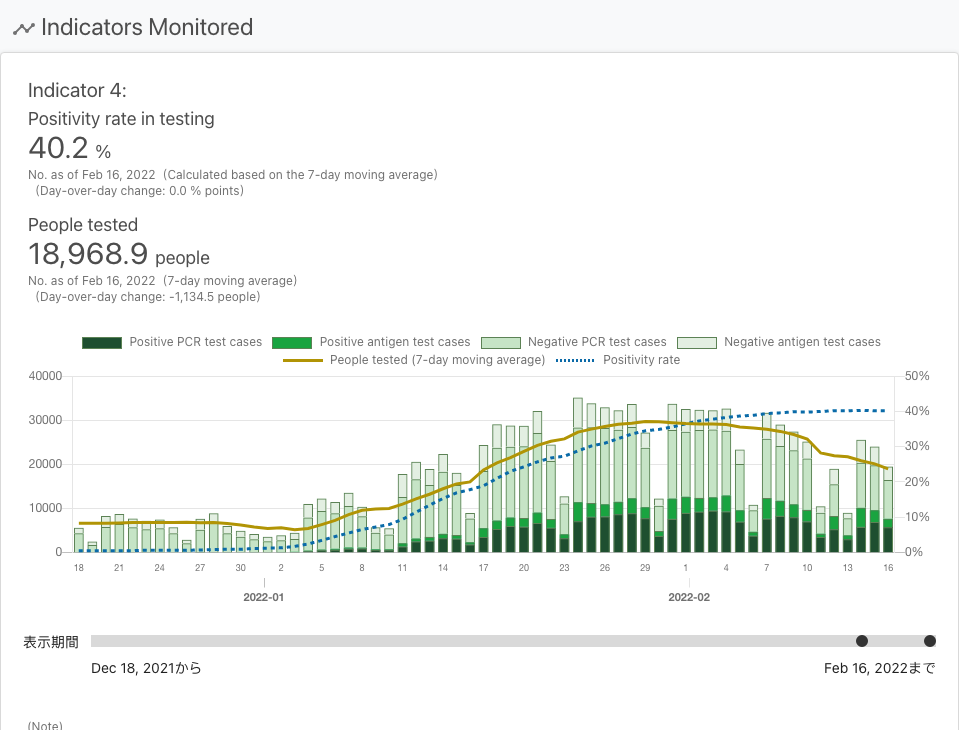 Indicators Monitored
Indicator 4:
Positivity rate in testing
40.2 %
No. as of Feb 16, 2022 (Calculated based on the 7-day moving average)
(Day-over-day change: 0.0 % points)
People tested
18,968.9 people
No. as of Feb 16, 2022 (7-day moving average)
(Day-over-day change: -1,134.5 people)
Positive PCR test cases Positive antigen test cases Negative PCR test cases Negative antigen test cases
People tested (7-day moving average) Positivity rate
40000 50%
40%
30000
30%
20000
20%
10000
10%
0 0%
18 21 24 27 30 2 5 8 11 14 17 20 23 26 29 1 4 7 10 13 16
2022-01 2022-02
表示期間
Dec 18, 2021から Feb 16, 2022まで
(Note)